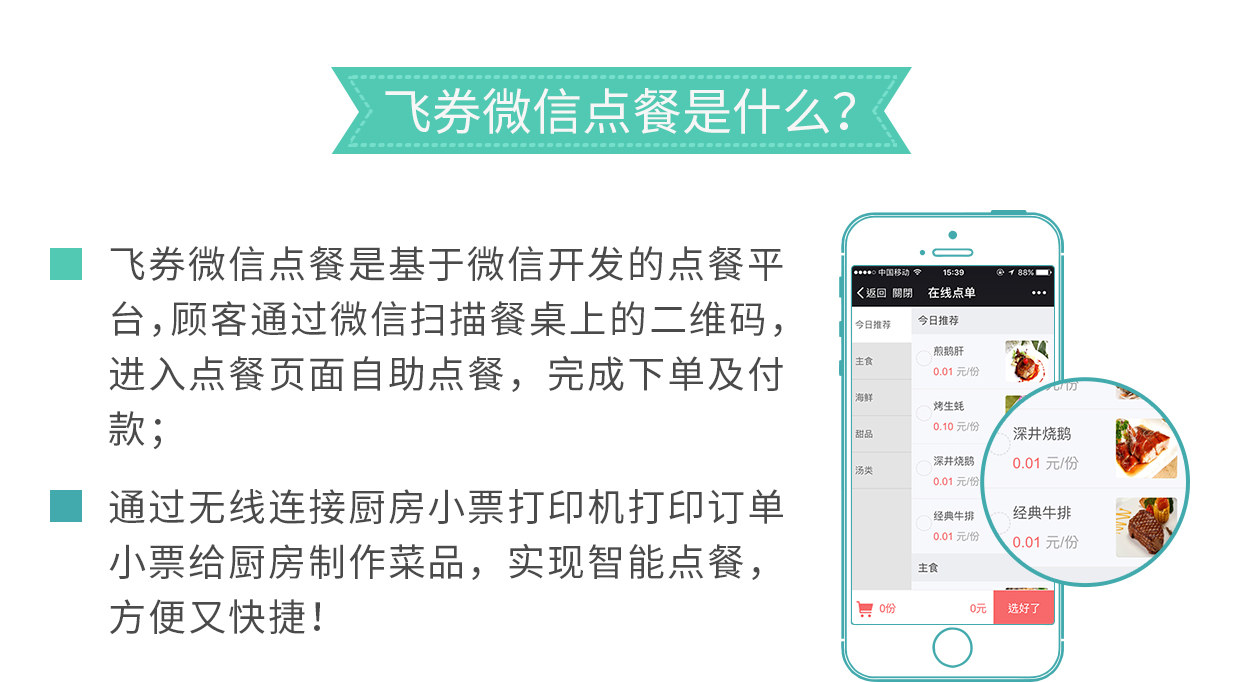 飞券微信点餐是什么？
飞券微信点餐是基于微信开发的点餐平
台，顾客通过微信扫描餐桌上的二维码，
进入点餐页面自助点餐，完成下单及付
款；
通过无线连接厨房小票打印机打印订单
小票给厨房制作菜品，实现智能点餐，
方便又快捷！
中国移动 15:39 88%
返回 關閉 在线点单
今日推荐
主食
海鲜
甜品
汤类
今日推荐
煎鹅肝
0.01 元/份
烤生蚝
0.10 元/份
深井烧鹅
0.01 元/份
经典牛排
0.01 元/份
主食
0份 0元 选好了
元/份
深井烧鹅
0.01 元/份
经典牛排
0.01 元/份